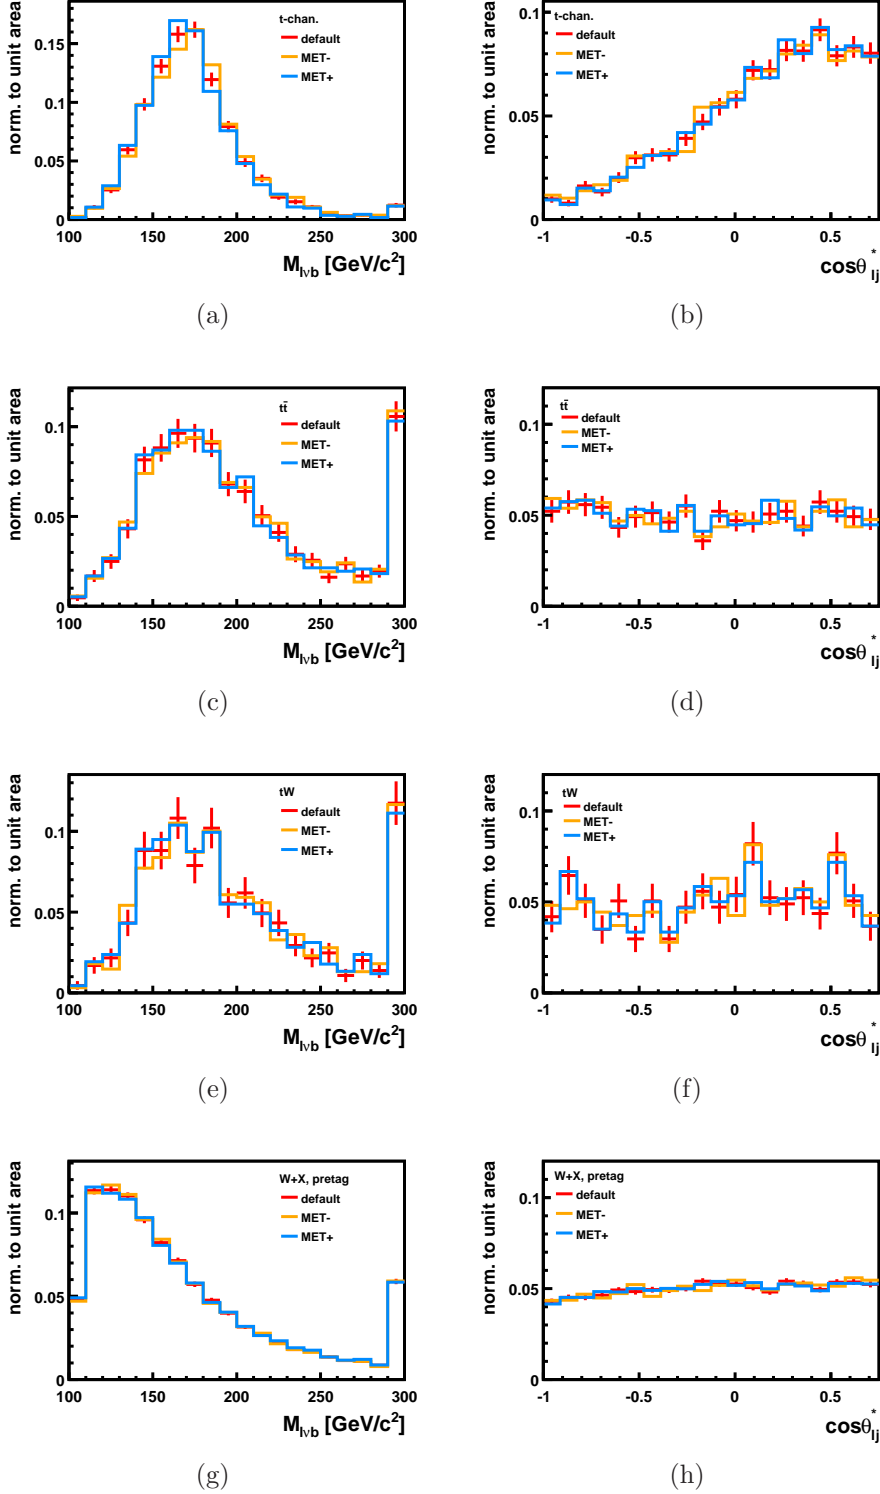 norm. to unit area
0.15
0.1
0.05
0
t-chan.
default
MET-
MET+
100 150 200 250 300
M_lνb [GeV/c²]
(a)
norm. to unit area
0.1
0.05
0
t-chan.
default
MET-
MET+
-1 -0.5 0 0.5
cosθ*_lj
(b)
norm. to unit area
0.1
0.05
0
tt̄
default
MET-
MET+
100 150 200 250 300
M_lνb [GeV/c²]
(c)
norm. to unit area
0.1
0.05
0
tt̄
default
MET-
MET+
-1 -0.5 0 0.5
cosθ*_lj
(d)
norm. to unit area
0.1
0.05
0
tW
default
MET-
MET+
100 150 200 250 300
M_lνb [GeV/c²]
(e)
norm. to unit area
0.1
0.05
0
tW
default
MET-
MET+
-1 -0.5 0 0.5
cosθ*_lj
(f)
norm. to unit area
0.1
0.05
0
W+X, pretag
default
MET-
MET+
100 150 200 250 300
M_lνb [GeV/c²]
(g)
norm. to unit area
0.1
0.05
0
W+X, pretag
default
MET-
MET+
-1 -0.5 0 0.5
cosθ*_lj
(h)